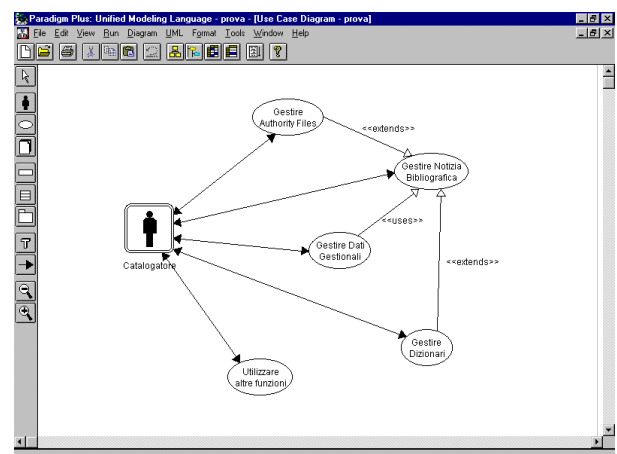 Paradigm Plus: Unified Modeling Language - prova - [Use Case Diagram - prova]
File Edit View Run Diagram UML Format Tools Window Help
Gestire
Authority Files
<<extends>>
Gestire Notizia
Bibliografica
<<uses>>
Gestire Dati
Gestionali
Catalogatore
<<extends>>
Gestire
Dizionari
Utilizzare
altre funzioni